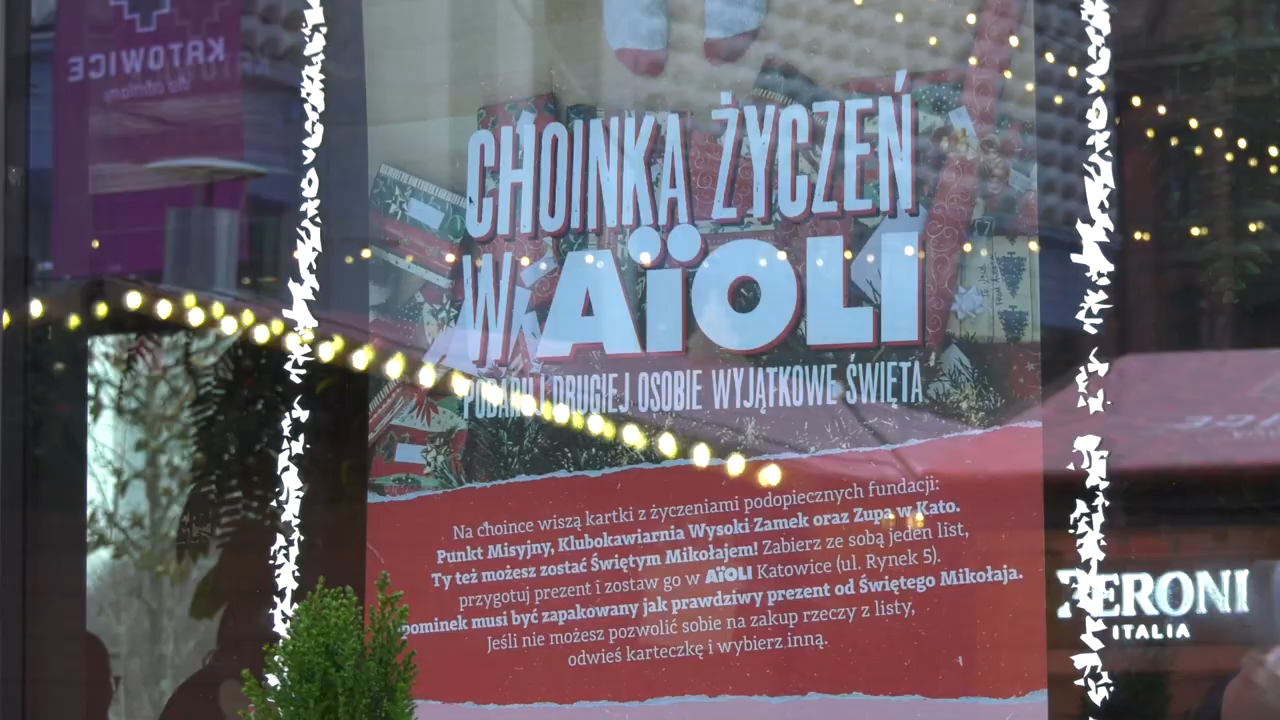 KATOWICE
dla odmiany
CHOINKA ŻYCZEŃ
W AÏOLI
PODARUJ DRUGIEJ OSOBIE WYJĄTKOWE ŚWIĘTA
Na choince wiszą kartki z życzeniami podopiecznych fundacji:
Punkt Misyjny, Klubokawiarnia Wysoki Zamek oraz Zupa w Kato.
Ty też możesz zostać Świętym Mikołajem! Zabierz ze sobą jeden list,
przygotuj prezent i zostaw go w AÏOLI Katowice (ul. Rynek 5).
pominek musi być zapakowany jak prawdziwy prezent od Świętego Mikołaja.
Jeśli nie możesz pozwolić sobie na zakup rzeczy z listy,
odwieś karteczkę i wybierz inną.
PERONI
ITALIA